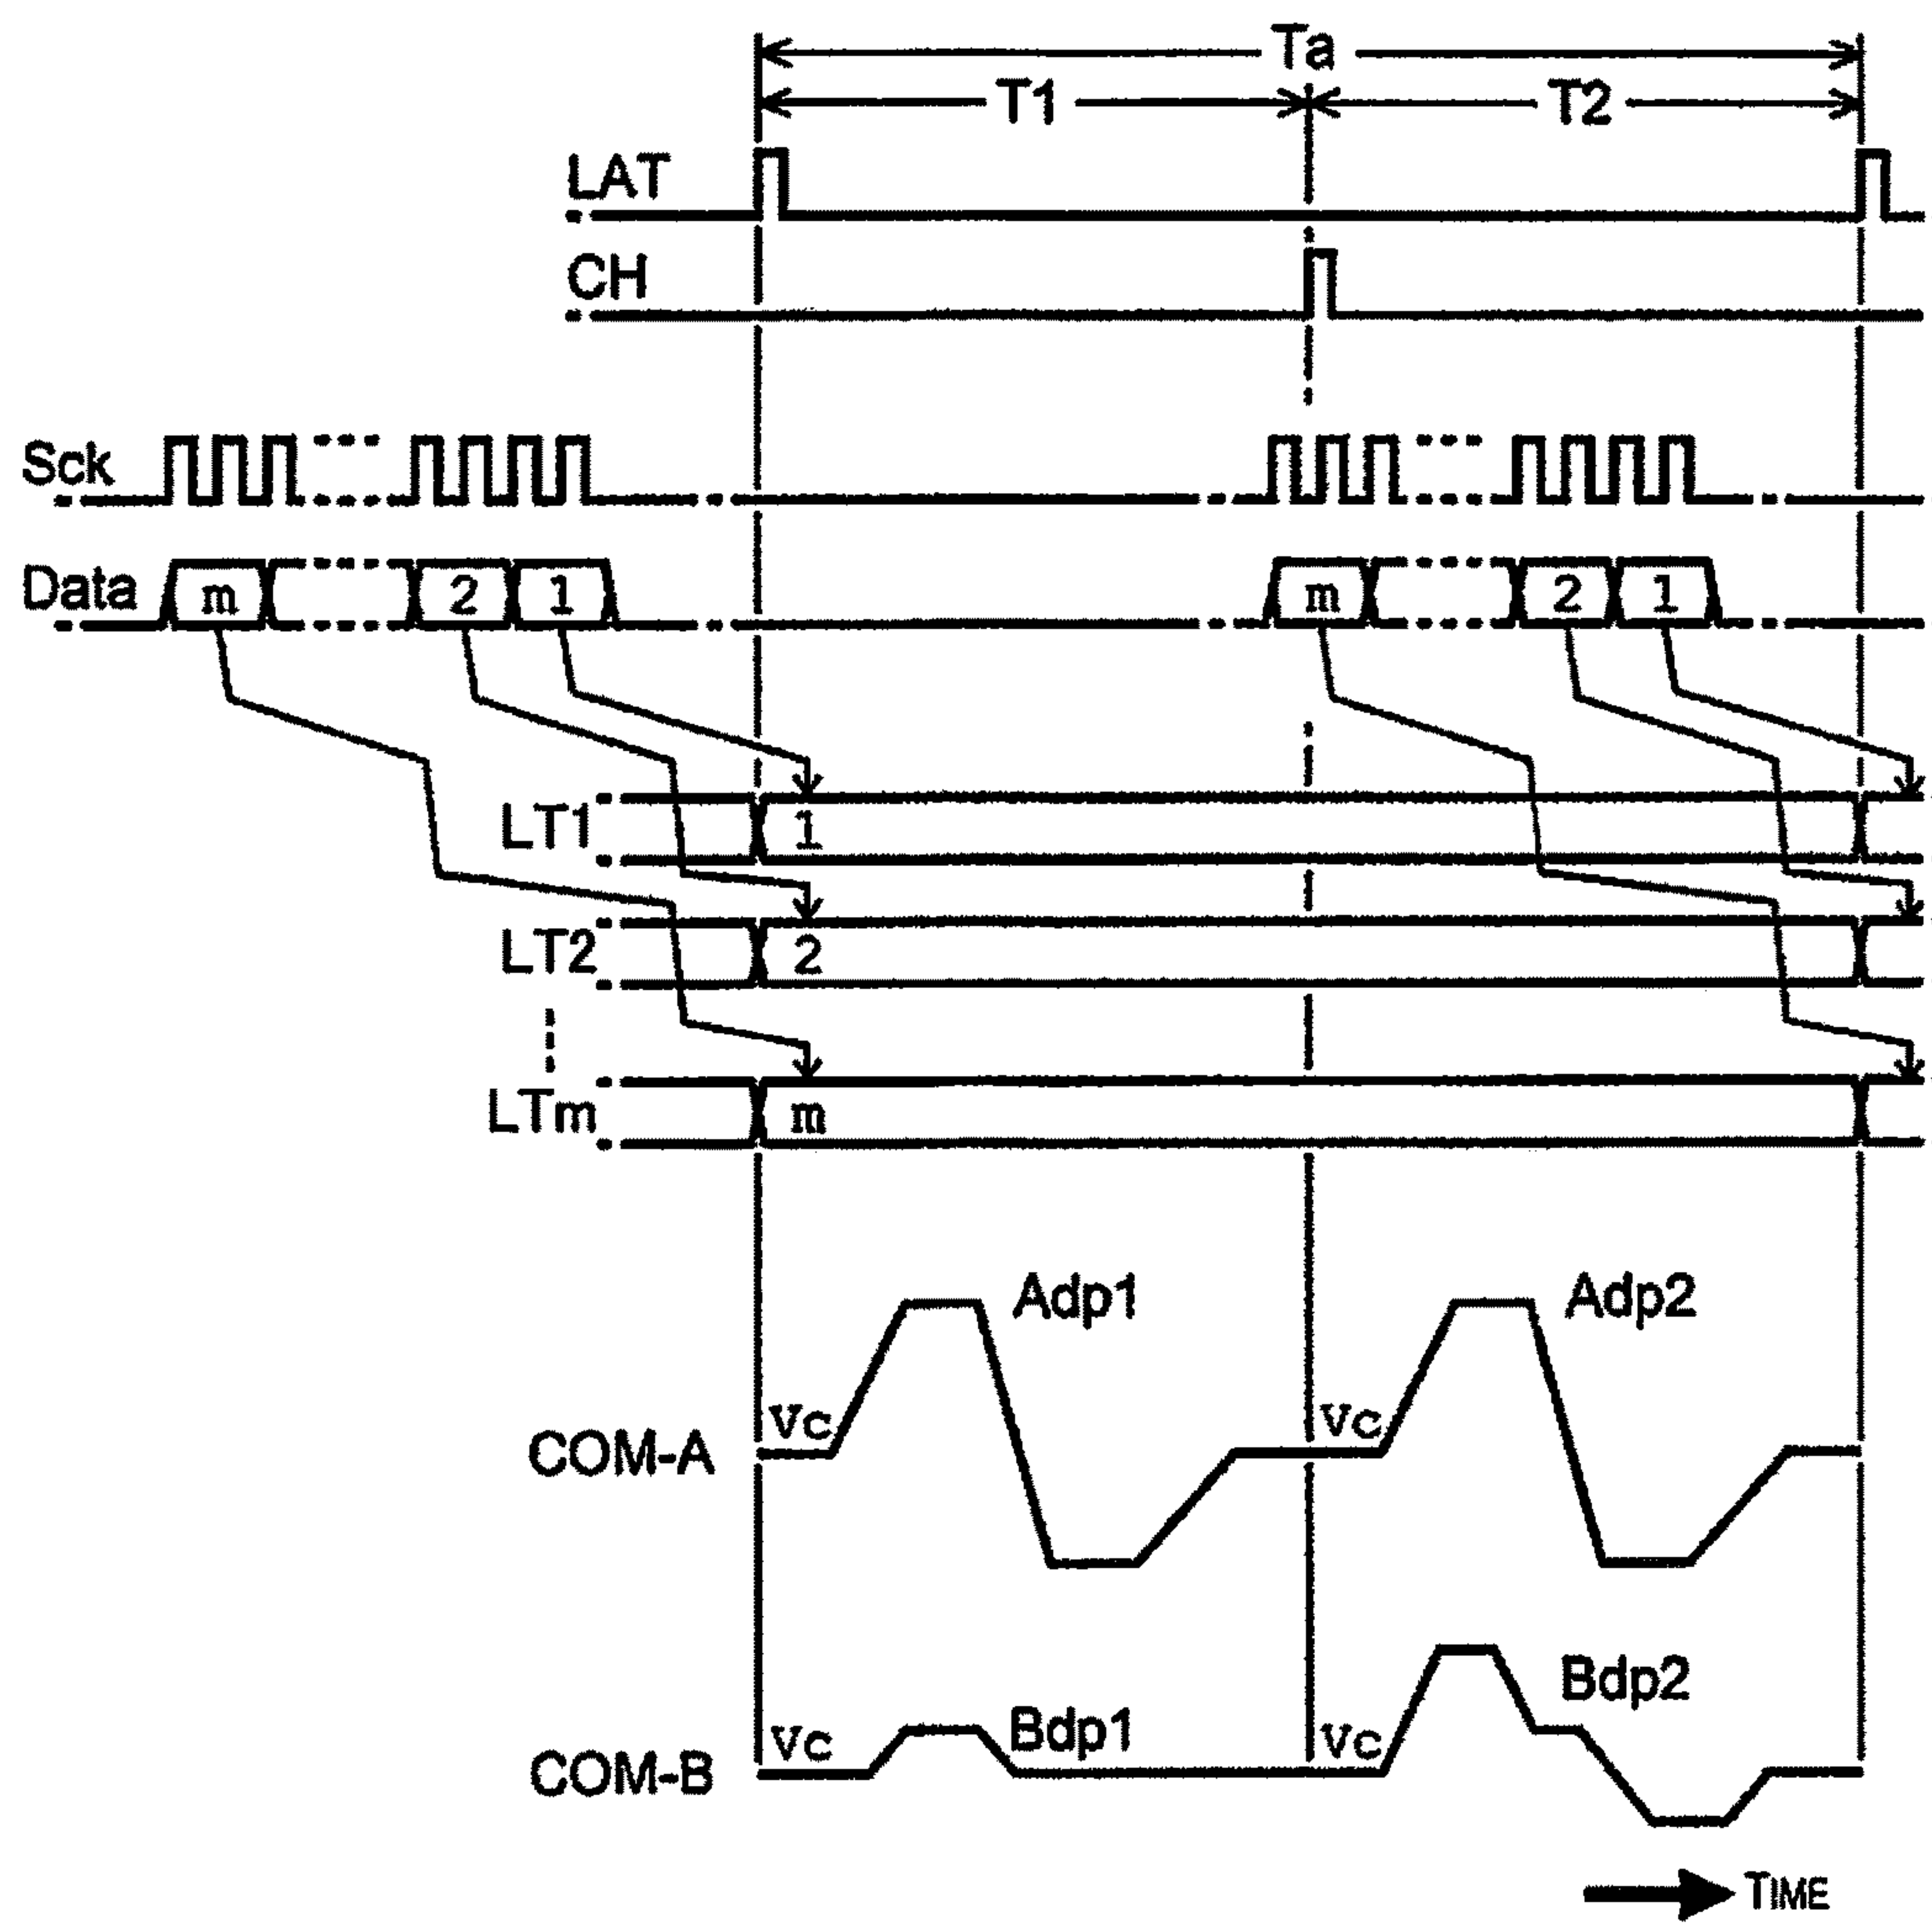 Ta
T1 T2
LAT
CH
Sck
Data m 2 1 m 2 1
LT1 1
LT2 2
LTm m
Adp1 Adp2
Vc Vc
COM-A
Bdp2
Bdp1
Vc Vc
COM-B
TIME